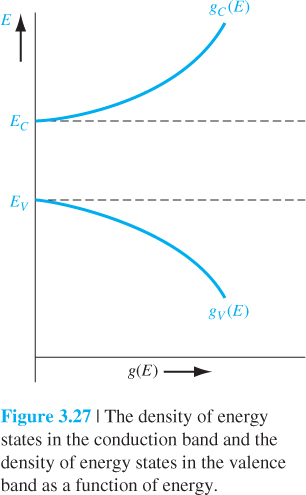 E
g_C(E)
E_C
E_V
g_V(E)
g(E)
Figure 3.27 | The density of energy
states in the conduction band and the
density of energy states in the valence
band as a function of energy.